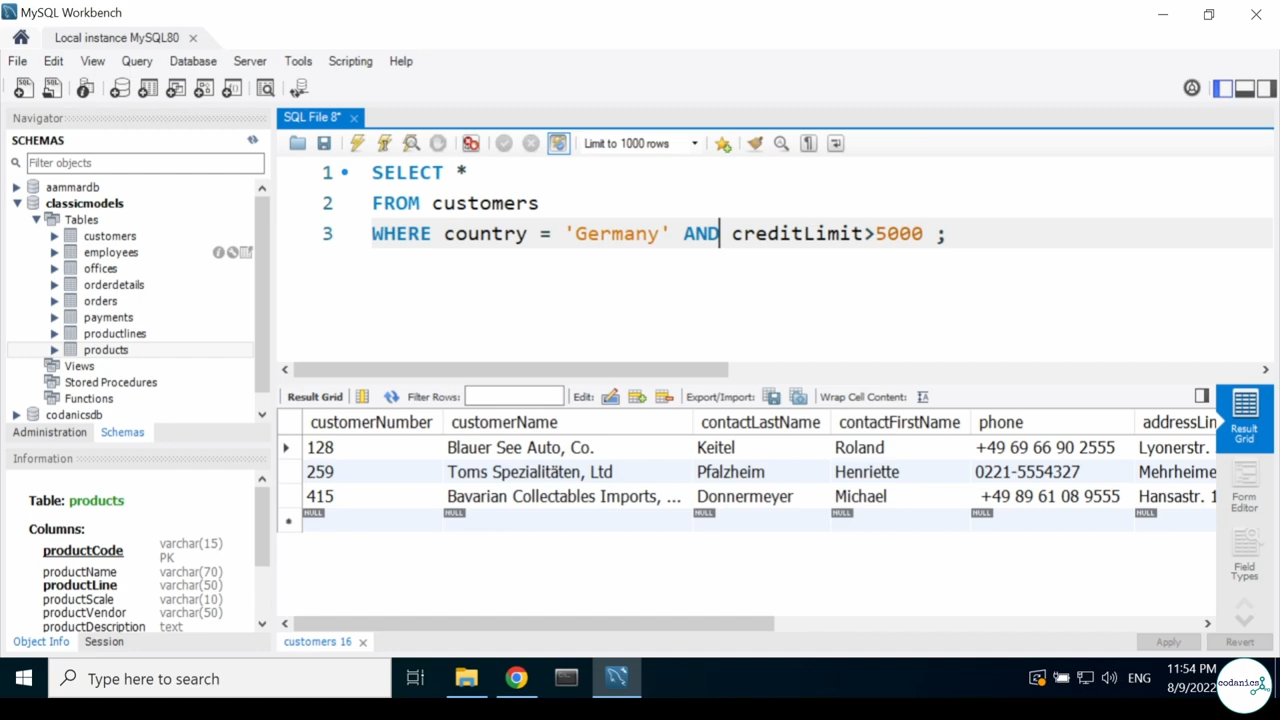 MySQL Workbench
Local instance MySQL80
File Edit View Query Database Server Tools Scripting Help
Navigator
SCHEMAS
Filter objects
aammardb
classicmodels
Tables
customers
employees
offices
orderdetails
orders
payments
productlines
products
Views
Stored Procedures
Functions
codanicsdb
Administration Schemas
Information
Table: products
Columns:
productCode varchar(15)
PK
productName varchar(70)
productLine varchar(50)
productScale varchar(10)
productVendor varchar(50)
productDescription text
Object Info Session
SQL File 8*
Limit to 1000 rows
1 SELECT *
2 FROM customers
3 WHERE country = 'Germany' AND creditLimit>5000 ;
Result Grid Filter Rows: Edit: Export/Import: Wrap Cell Content:
customerNumber customerName contactLastName contactFirstName phone addressLin
128 Blauer See Auto, Co. Keitel Roland +49 69 66 90 2555 Lyonerstr.
259 Toms Spezialitäten, Ltd Pfalzheim Henriette 0221-5554327 Mehrheime
415 Bavarian Collectables Imports, ... Donnermeyer Michael +49 89 61 08 9555 Hansastr. 1
NULL NULL NULL NULL NULL NULL
Result
Grid
Form
Editor
Field
Types
customers 16
Apply Revert
Type here to search
ENG
11:54 PM
8/9/2022
codanics